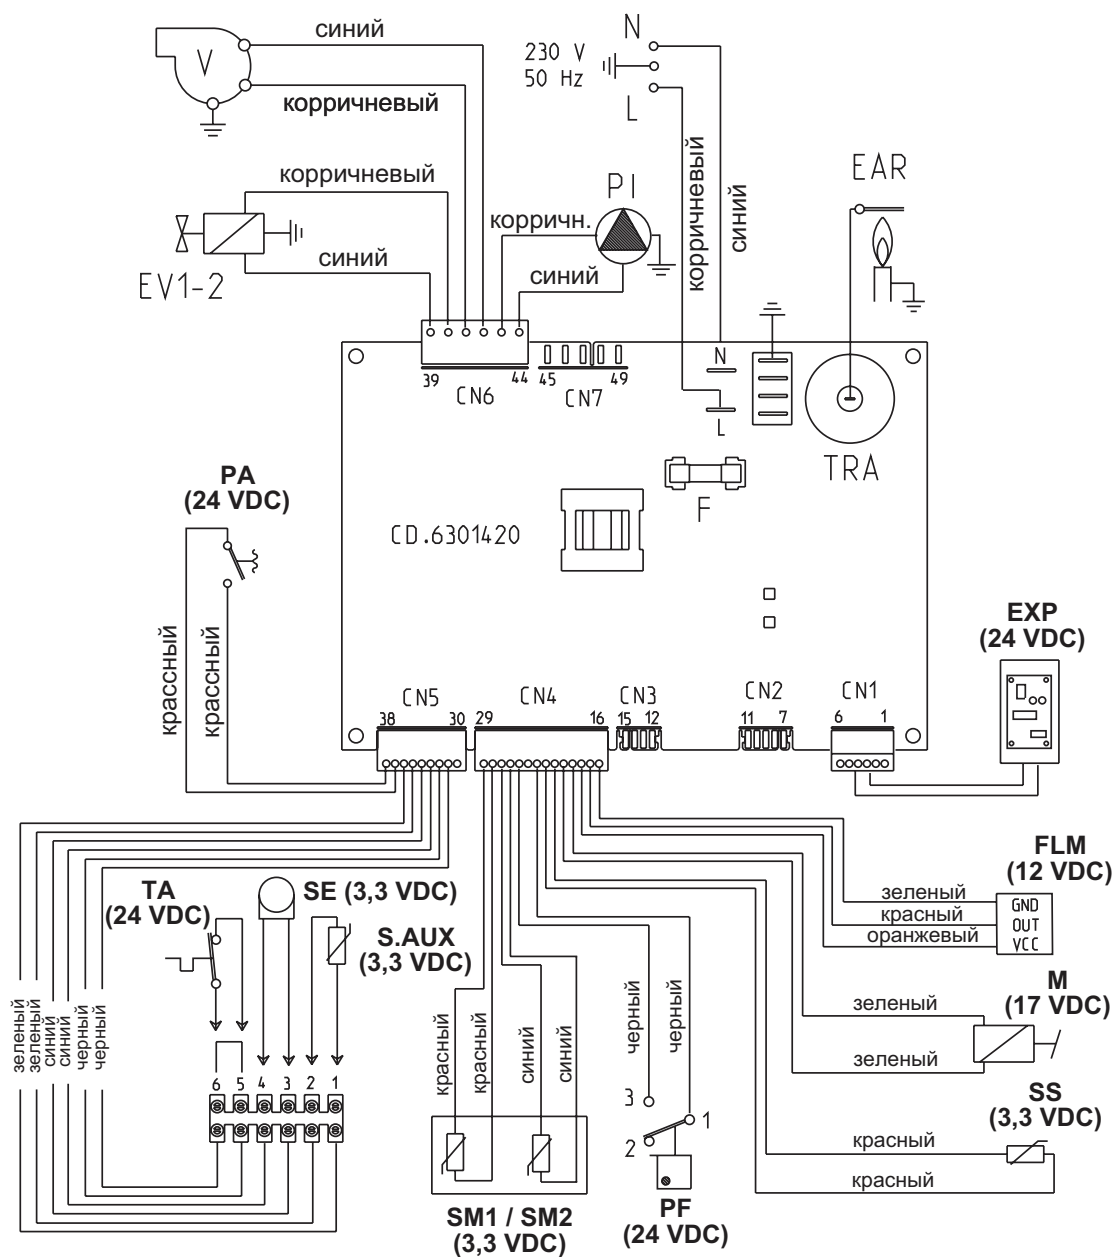 синий
N
230 V
50 Hz
V
L
корричневый
корричневый
синий
корричневый
PI
EAR
корричн.
синий
синий
EV1-2
N
39
44
45
49
CN6
CN7
L
TRA
PA
(24 VDC)
F
CD.6301420
EXP
(24 VDC)
крассный
крассный
CN5
CN4
CN3
CN2
CN1
38
30
29
16
15
12
11
7
6
1
FLM
(12 VDC)
зеленый
GND
красный
OUT
оранжевый
VCC
TA
(24 VDC)
SE (3,3 VDC)
S.AUX
(3,3 VDC)
M
(17 VDC)
зеленый
зеленый
зеленый
зеленый
синий
синий
черный
черный
красный
красный
синий
синий
черный
черный
6
5
4
3
2
1
3
1
2
SS
(3,3 VDC)
красный
красный
SM1 / SM2
(3,3 VDC)
PF
(24 VDC)